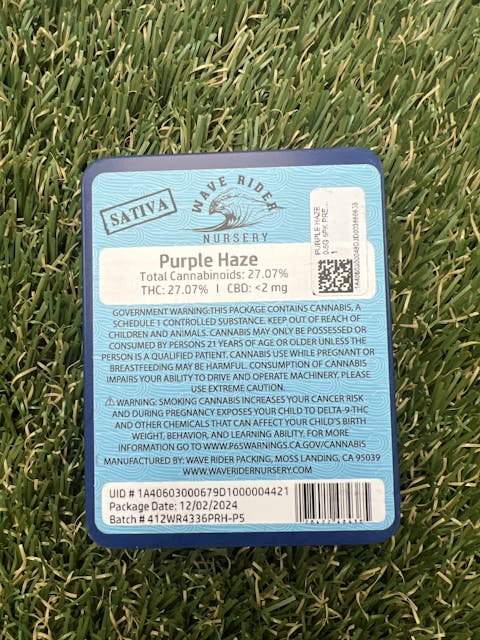 SATIVA
WAVE RIDER
NURSERY
PURPLE HAZE
Purple Haze
Total Cannabinoids: 27.07%
THC: 27.07% | CBD: <2 mg
GOVERNMENT WARNING:THIS PACKAGE CONTAINS CANNABIS, A
SCHEDULE 1 CONTROLLED SUBSTANCE. KEEP OUT OF REACH OF
CHILDREN AND ANIMALS. CANNABIS MAY ONLY BE POSSESSED OR
CONSUMED BY PERSONS 21 YEARS OF AGE OR OLDER UNLESS THE
PERSON IS A QUALIFIED PATIENT. CANNABIS USE WHILE PREGNANT OR
BREASTFEEDING MAY BE HARMFUL. CONSUMPTION OF CANNABIS
IMPAIRS YOUR ABILITY TO DRIVE AND OPERATE MACHINERY. PLEASE
USE EXTREME CAUTION.
⚠ WARNING: SMOKING CANNABIS INCREASES YOUR CANCER RISK
AND DURING PREGNANCY EXPOSES YOUR CHILD TO DELTA-9-THC
AND OTHER CHEMICALS THAT CAN AFFECT YOUR CHILD'S BIRTH
WEIGHT, BEHAVIOR, AND LEARNING ABILITY. FOR MORE
INFORMATION GO TO WWW.P65WARNINGS.CA.GOV/CANNABIS
MANUFACTURED BY: WAVE RIDER PACKING, MOSS LANDING, CA 95039
WWW.WAVERIDERNURSERY.COM
UID # 1A40603000679D1000004421
Package Date: 12/02/2024
Batch # 412WR4336PRH-P5